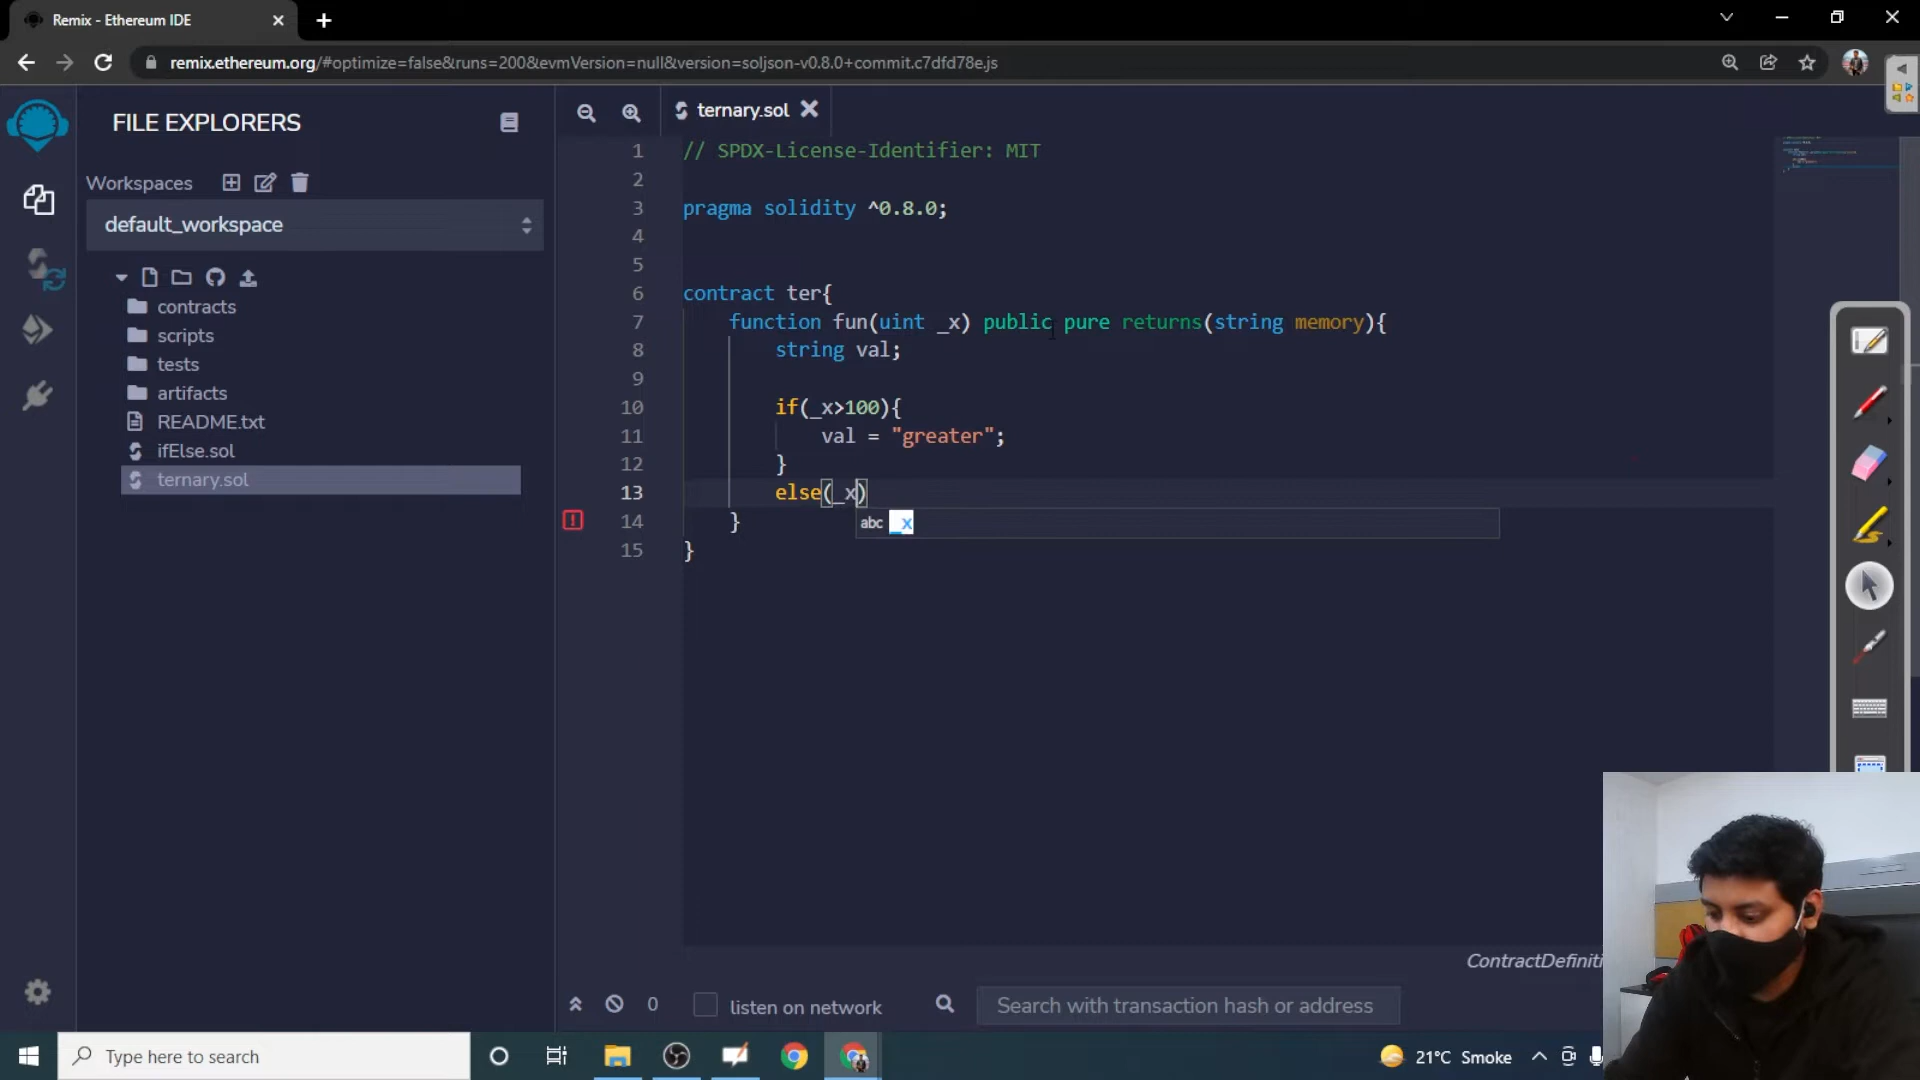 Remix - Ethereum IDE
remix.ethereum.org/#optimize=false&runs=200&evmVersion=null&version=soljson-v0.8.0+commit.c7dfd78e.js
FILE EXPLORERS
Workspaces
default_workspace
contracts
scripts
tests
artifacts
README.txt
ifElse.sol
ternary.sol
ternary.sol
1 // SPDX-License-Identifier: MIT
2
3 pragma solidity ^0.8.0;
4
5
6 contract ter{
7 function fun(uint _x) public pure returns(string memory){
8 string val;
9
10 if(_x>100){
11 val = "greater";
12 }
13 else(_x)
14 }
15 }
abc _x
ContractDefiniti
0
listen on network
Search with transaction hash or address
Type here to search
21°C Smoke